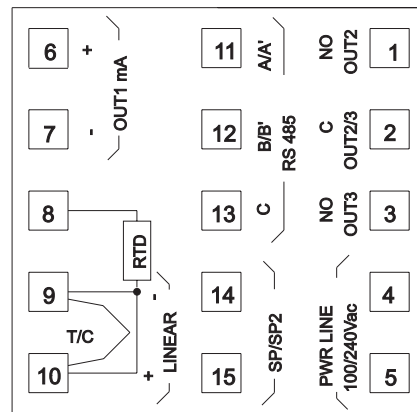 6 +
7 -
OUT1 mA
8
9
10
RTD
T/C
-
+
LINEAR
11 A/A'
12 B/B'
13 C
RS 485
14
15
SP/SP2
NO
OUT2
1
C
OUT2/3
2
NO
OUT3
3
4
5
PWR LINE
100/240Vac